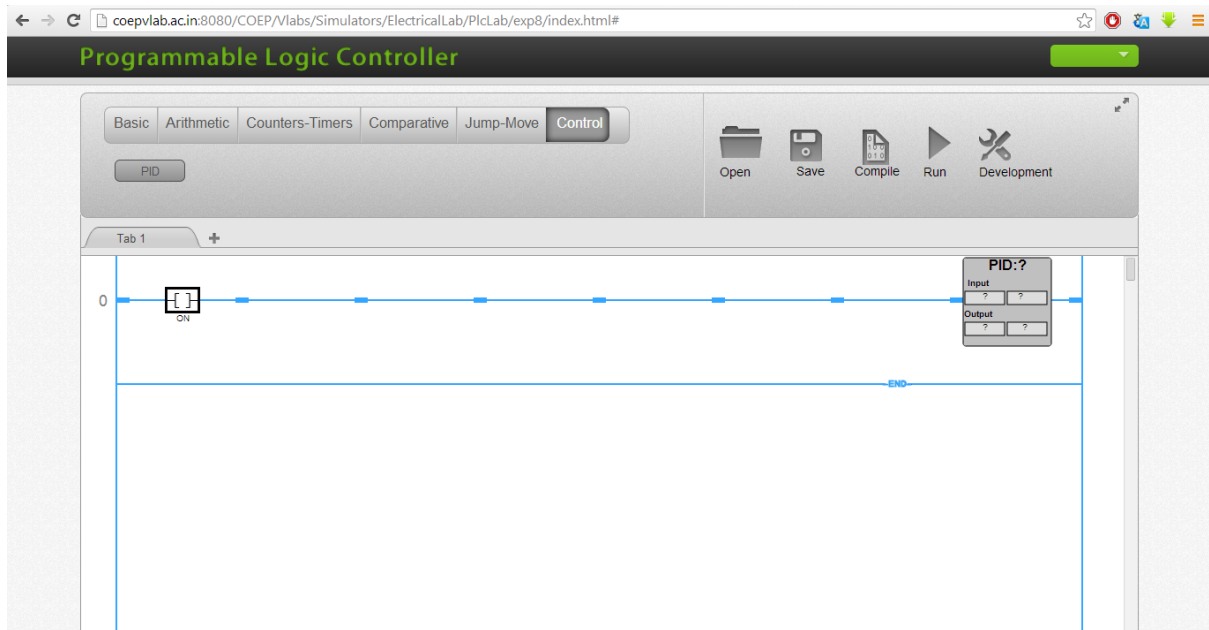 coepvlab.ac.in:8080/COEP/Vlabs/Simulators/ElectricalLab/PlcLab/exp8/index.html#
Programmable Logic Controller
Basic Arithmetic Counters-Timers Comparative Jump-Move Control
PID
Open Save Compile Run Development
Tab 1 +
PID:?
Input
? ?
Output
? ?
0
[ ]
ON
END